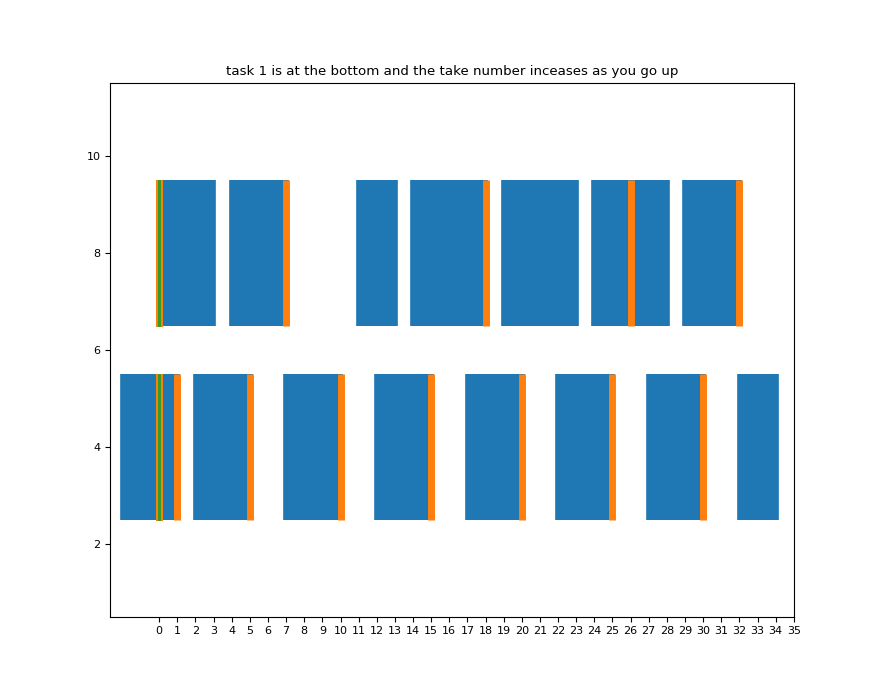 task 1 is at the bottom and the take number inceases as you go up
10
8
6
4
2
0 1 2 3 4 5 6 7 8 9 10 11 12 13 14 15 16 17 18 19 20 21 22 23 24 25 26 27 28 29 30 31 32 33 34 35